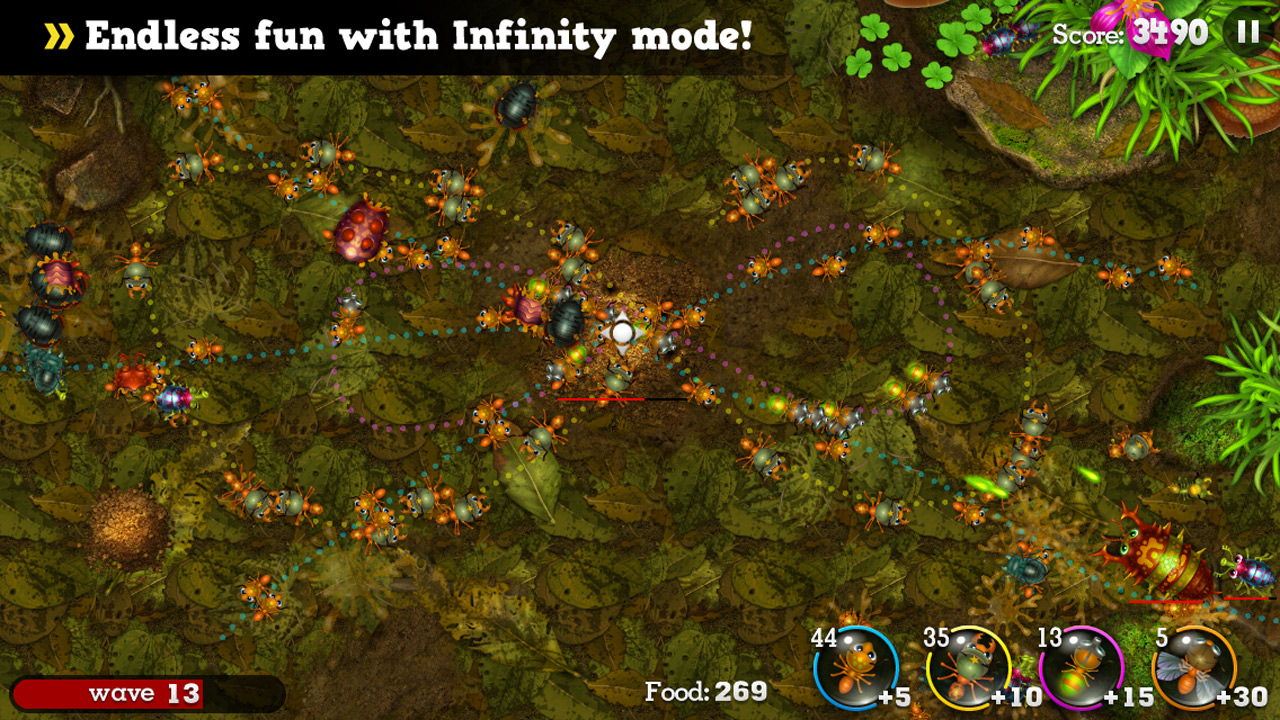 » Endless fun with Infinity mode!
Score: 3490
wave 13
Food: 269
44 +5
35 +10
13 +15
5 +30